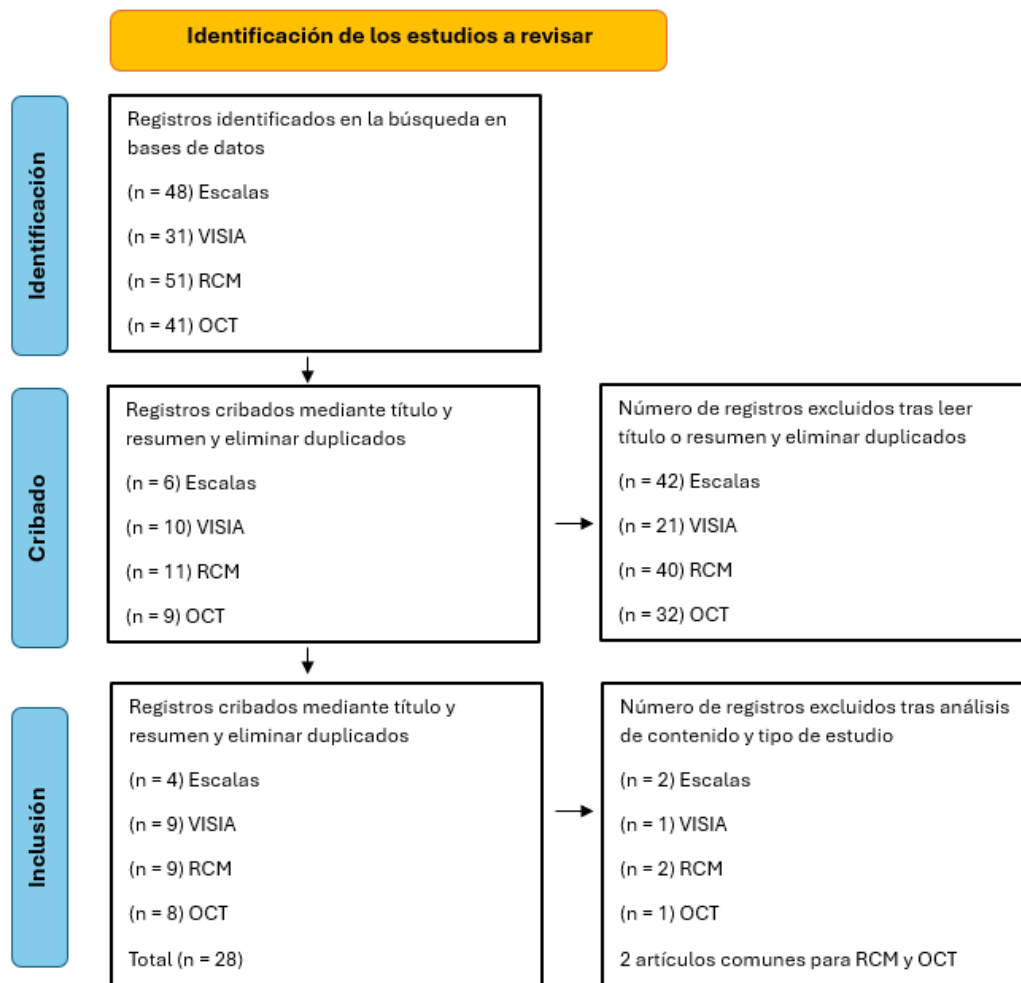 Identificación de los estudios a revisar
Identificación
Registros identificados en la búsqueda en
bases de datos
(n = 48) Escalas
(n = 31) VISIA
(n = 51) RCM
(n = 41) OCT
Cribado
Registros cribados mediante título y
resumen y eliminar duplicados
(n = 6) Escalas
(n = 10) VISIA
(n = 11) RCM
(n = 9) OCT
Número de registros excluidos tras leer
título o resumen y eliminar duplicados
(n = 42) Escalas
(n = 21) VISIA
(n = 40) RCM
(n = 32) OCT
Inclusión
Registros cribados mediante título y
resumen y eliminar duplicados
(n = 4) Escalas
(n = 9) VISIA
(n = 9) RCM
(n = 8) OCT
Total (n = 28)
Número de registros excluidos tras análisis
de contenido y tipo de estudio
(n = 2) Escalas
(n = 1) VISIA
(n = 2) RCM
(n = 1) OCT
2 artículos comunes para RCM y OCT